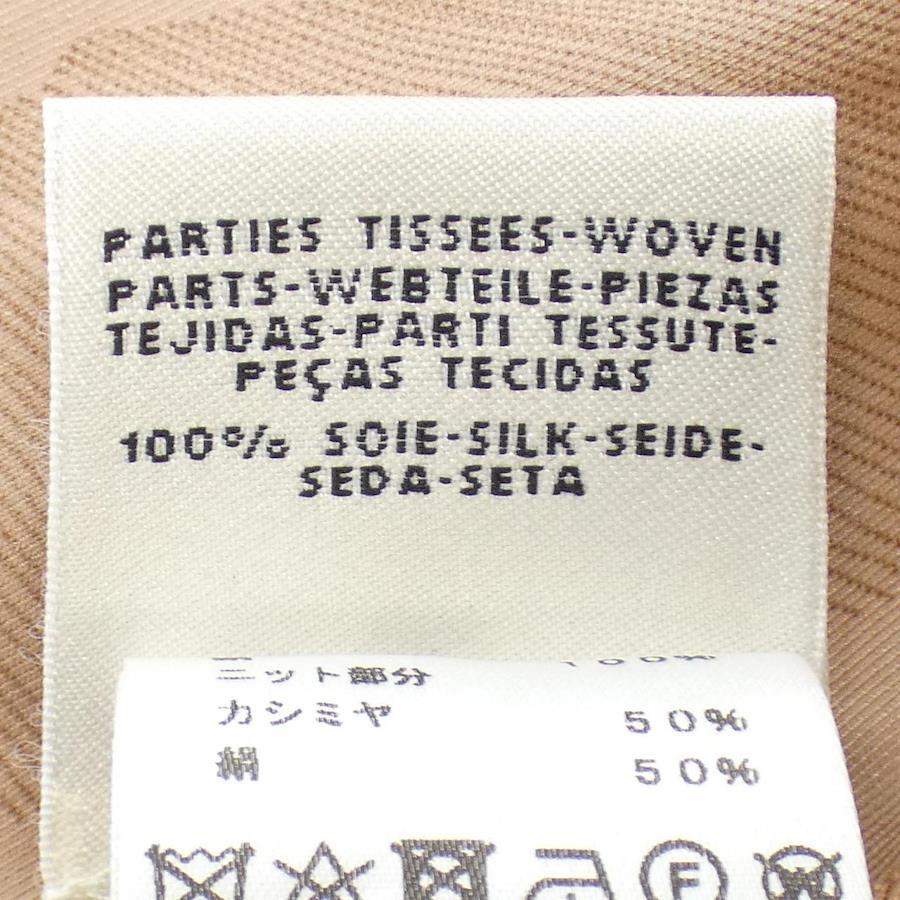 PARTIES TISSEES-WOVEN
PARTS-WEBTEILE-PIEZAS
TEJIDAS-PARTI TESSUTE-
PEÇAS TECIDAS
100% SOIE-SILK-SEIDE-
SEDA-SETA
100%
ニット部分
カシミヤ 50%
絹 50%
F